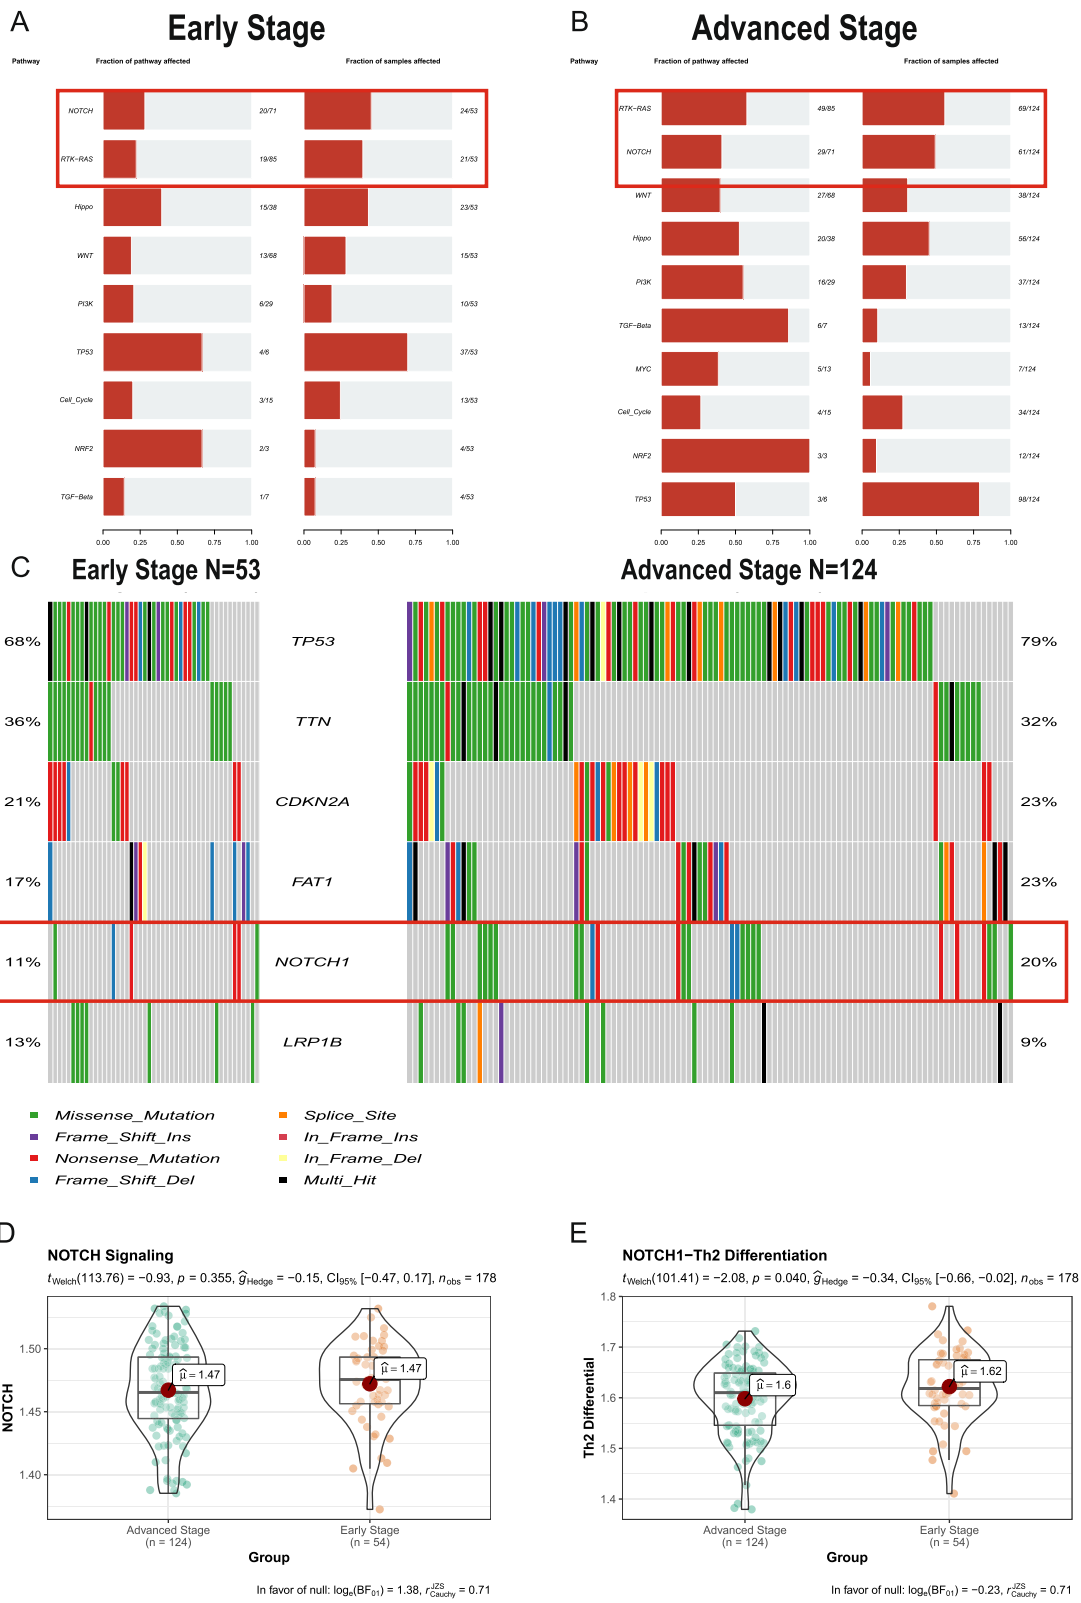 A
Early Stage
Pathway
Fraction of pathway affected
Fraction of samples affected
NOTCH 20/71 24/53
RTK-RAS 19/85 21/53
Hippo 15/38 23/53
WNT 13/68 15/53
PI3K 6/29 10/53
TP53 4/6 37/53
Cell_Cycle 3/15 13/53
NRF2 2/3 4/53
TGF-Beta 1/7 4/53
0.00 0.25 0.50 0.75 1.00 0.00 0.25 0.50 0.75 1.00
B
Advanced Stage
Pathway
Fraction of pathway affected
Fraction of samples affected
RTK-RAS 49/85 69/124
NOTCH 29/71 61/124
WNT 27/68 38/124
Hippo 20/38 56/124
PI3K 16/29 37/124
TGF-Beta 6/7 13/124
MYC 5/13 7/124
Cell_Cycle 4/15 34/124
NRF2 3/3 12/124
TP53 3/6 98/124
0.00 0.25 0.50 0.75 1.00 0.00 0.25 0.50 0.75 1.00
C
Early Stage N=53
Advanced Stage N=124
68% TP53 79%
36% TTN 32%
21% CDKN2A 23%
17% FAT1 23%
11% NOTCH1 20%
13% LRP1B 9%
Missense_Mutation
Frame_Shift_Ins
Nonsense_Mutation
Frame_Shift_Del
Splice_Site
In_Frame_Ins
In_Frame_Del
Multi_Hit
D
NOTCH Signaling
tWelch(113.76) = −0.93, p = 0.355, ĝHedge = −0.15, CI95% [−0.47, 0.17], nobs = 178
NOTCH
1.50
1.45
1.40
μ̂ = 1.47
μ̂ = 1.47
Advanced Stage
(n = 124)
Early Stage
(n = 54)
Group
In favor of null: loge(BF01) = 1.38, rJZSCauchy = 0.71
E
NOTCH1−Th2 Differentiation
tWelch(101.41) = −2.08, p = 0.040, ĝHedge = −0.34, CI95% [−0.66, −0.02], nobs = 178
Th2 Differential
1.8
1.7
1.6
1.5
1.4
μ̂ = 1.6
μ̂ = 1.62
Advanced Stage
(n = 124)
Early Stage
(n = 54)
Group
In favor of null: loge(BF01) = −0.23, rJZSCauchy = 0.71